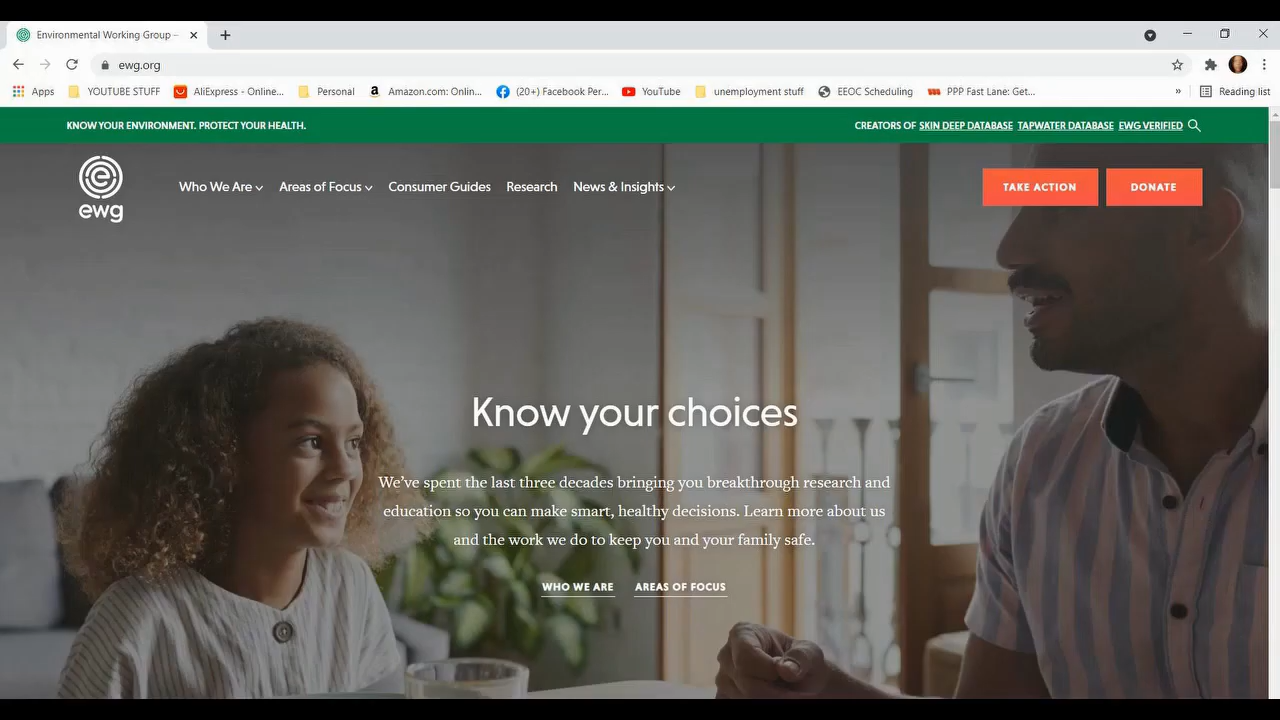 Environmental Working Group –
ewg.org
Apps YOUTUBE STUFF AliExpress - Online... Personal Amazon.com: Onlin... (20+) Facebook Per... YouTube unemployment stuff EEOC Scheduling PPP Fast Lane: Get... » Reading list
KNOW YOUR ENVIRONMENT. PROTECT YOUR HEALTH. CREATORS OF SKIN DEEP DATABASE TAPWATER DATABASE EWG VERIFIED
ewg
Who We Are Areas of Focus Consumer Guides Research News & Insights TAKE ACTION DONATE
Know your choices
We've spent the last three decades bringing you breakthrough research and
education so you can make smart, healthy decisions. Learn more about us
and the work we do to keep you and your family safe.
WHO WE ARE AREAS OF FOCUS